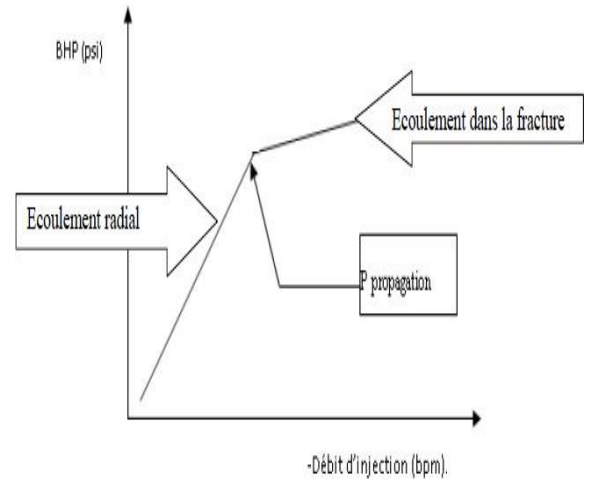 BHP (psi)
Ecoulement dans la fracture
Ecoulement radial
P propagation
-Débit d'injection (bpm).